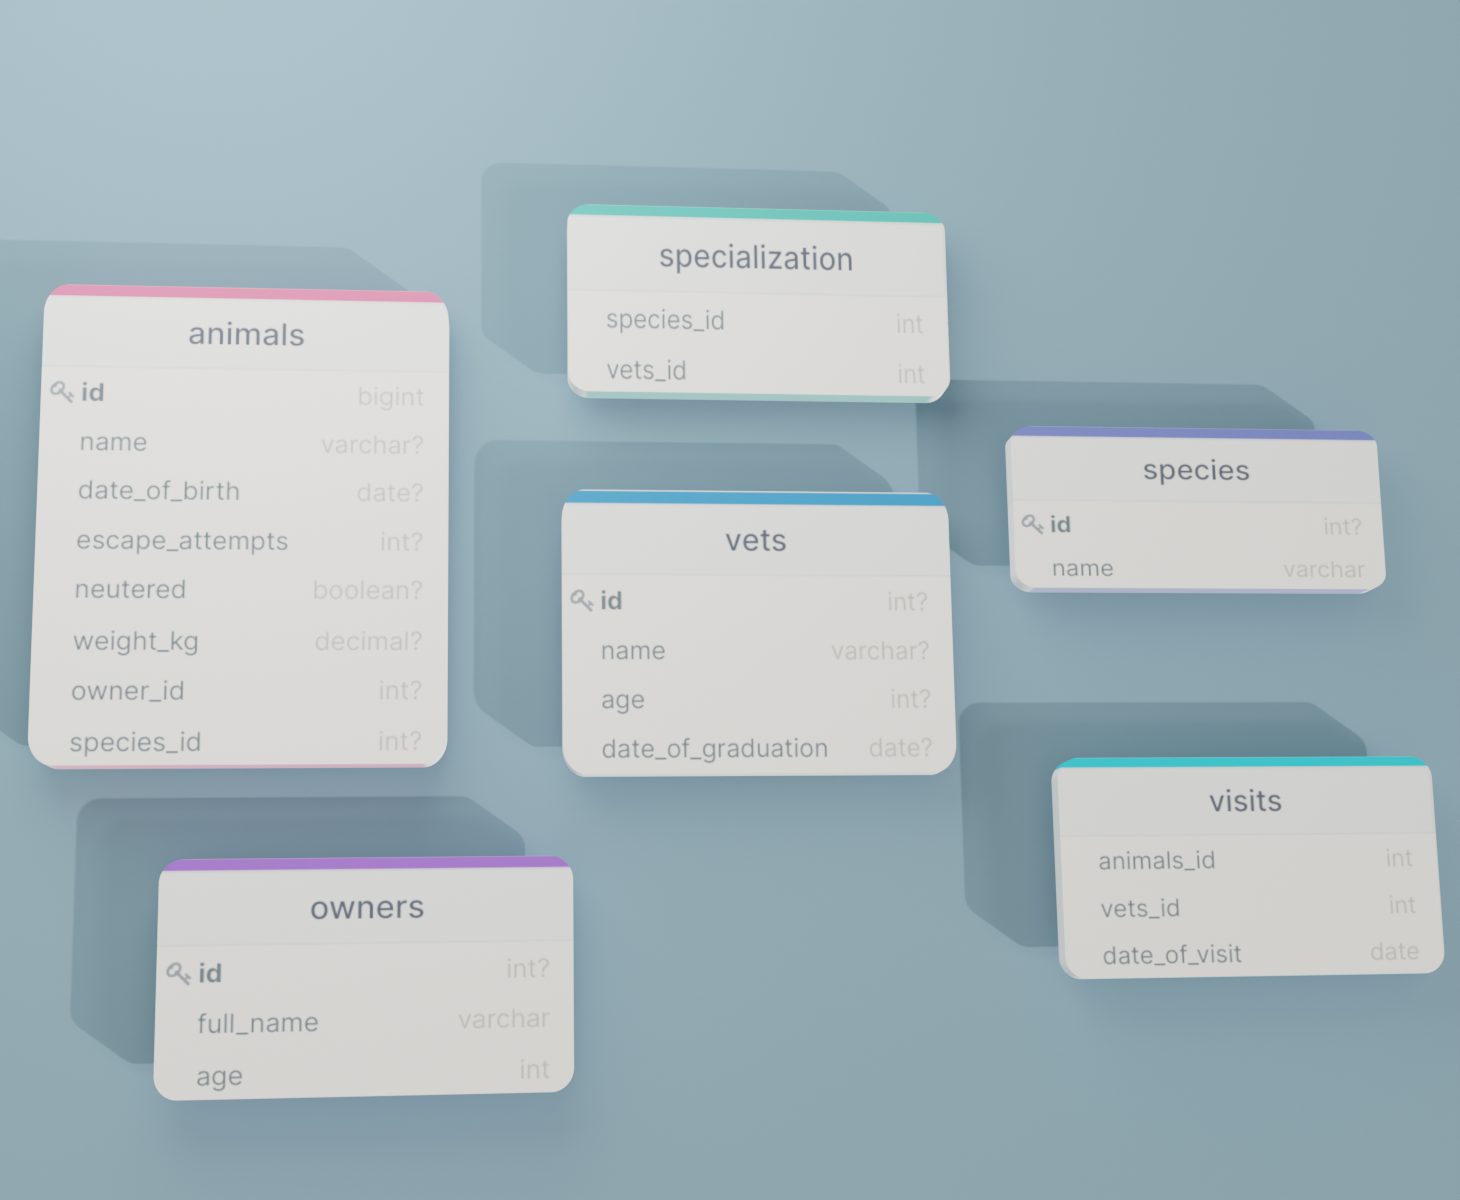 animals
id bigint
name varchar?
date_of_birth date?
escape_attempts int?
neutered boolean?
weight_kg decimal?
owner_id int?
species_id int?
specialization
species_id int
vets_id int
species
id int?
name varchar
vets
id int?
name varchar?
age int?
date_of_graduation date?
visits
animals_id int
vets_id int
date_of_visit date
owners
id int?
full_name varchar
age int